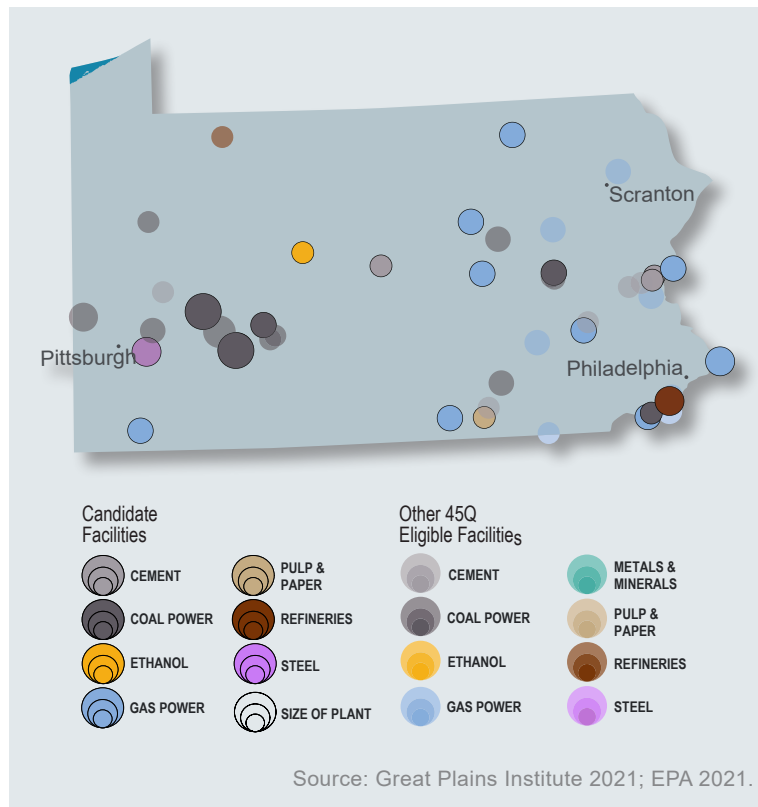 Scranton
Pittsburgh
Philadelphia
Candidate
Facilities
CEMENT
COAL POWER
ETHANOL
GAS POWER
PULP &
PAPER
REFINERIES
STEEL
SIZE OF PLANT
Other 45Q
Eligible Facilities
CEMENT
COAL POWER
ETHANOL
GAS POWER
METALS &
MINERALS
PULP &
PAPER
REFINERIES
STEEL
Source: Great Plains Institute 2021; EPA 2021.